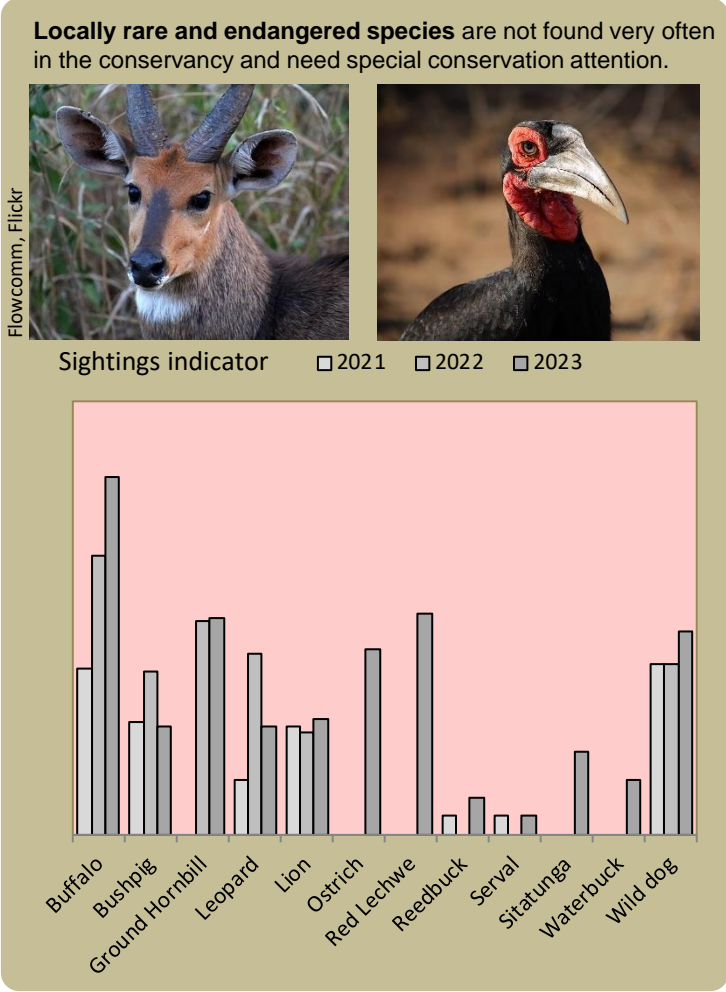 Locally rare and endangered species are not found very often
in the conservancy and need special conservation attention.
Flowcomm, Flickr
Sightings indicator
2021
2022
2023
Buffalo
Bushpig
Ground Hornbill
Leopard
Lion
Ostrich
Red Lechwe
Reedbuck
Serval
Sitatunga
Waterbuck
Wild dog